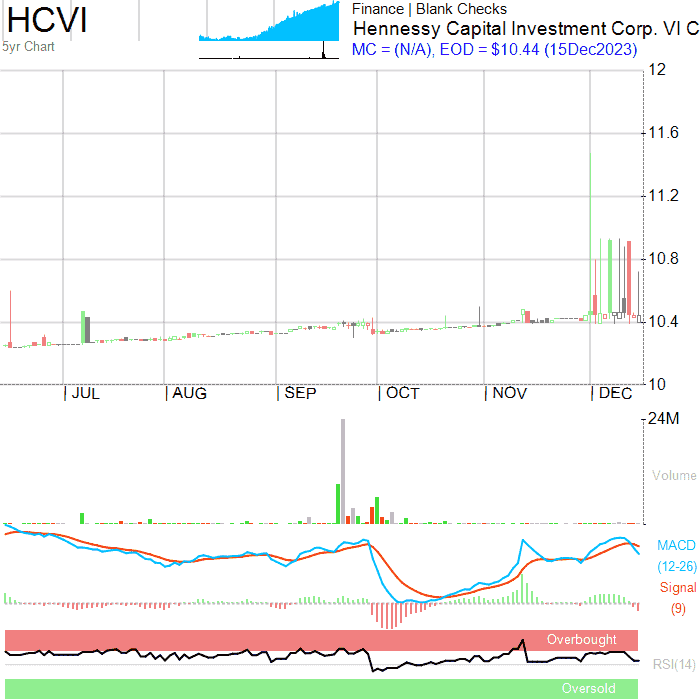 HCVI
5yr Chart
Finance | Blank Checks
Hennessy Capital Investment Corp. VI C
MC = (N/A), EOD = $10.44 (15Dec2023)
12
11.6
11.2
10.8
10.4
10
| JUL | AUG | SEP | OCT | NOV | DEC
24M
Volume
MACD
(12-26)
Signal
(9)
Overbought
RSI(14)
Oversold